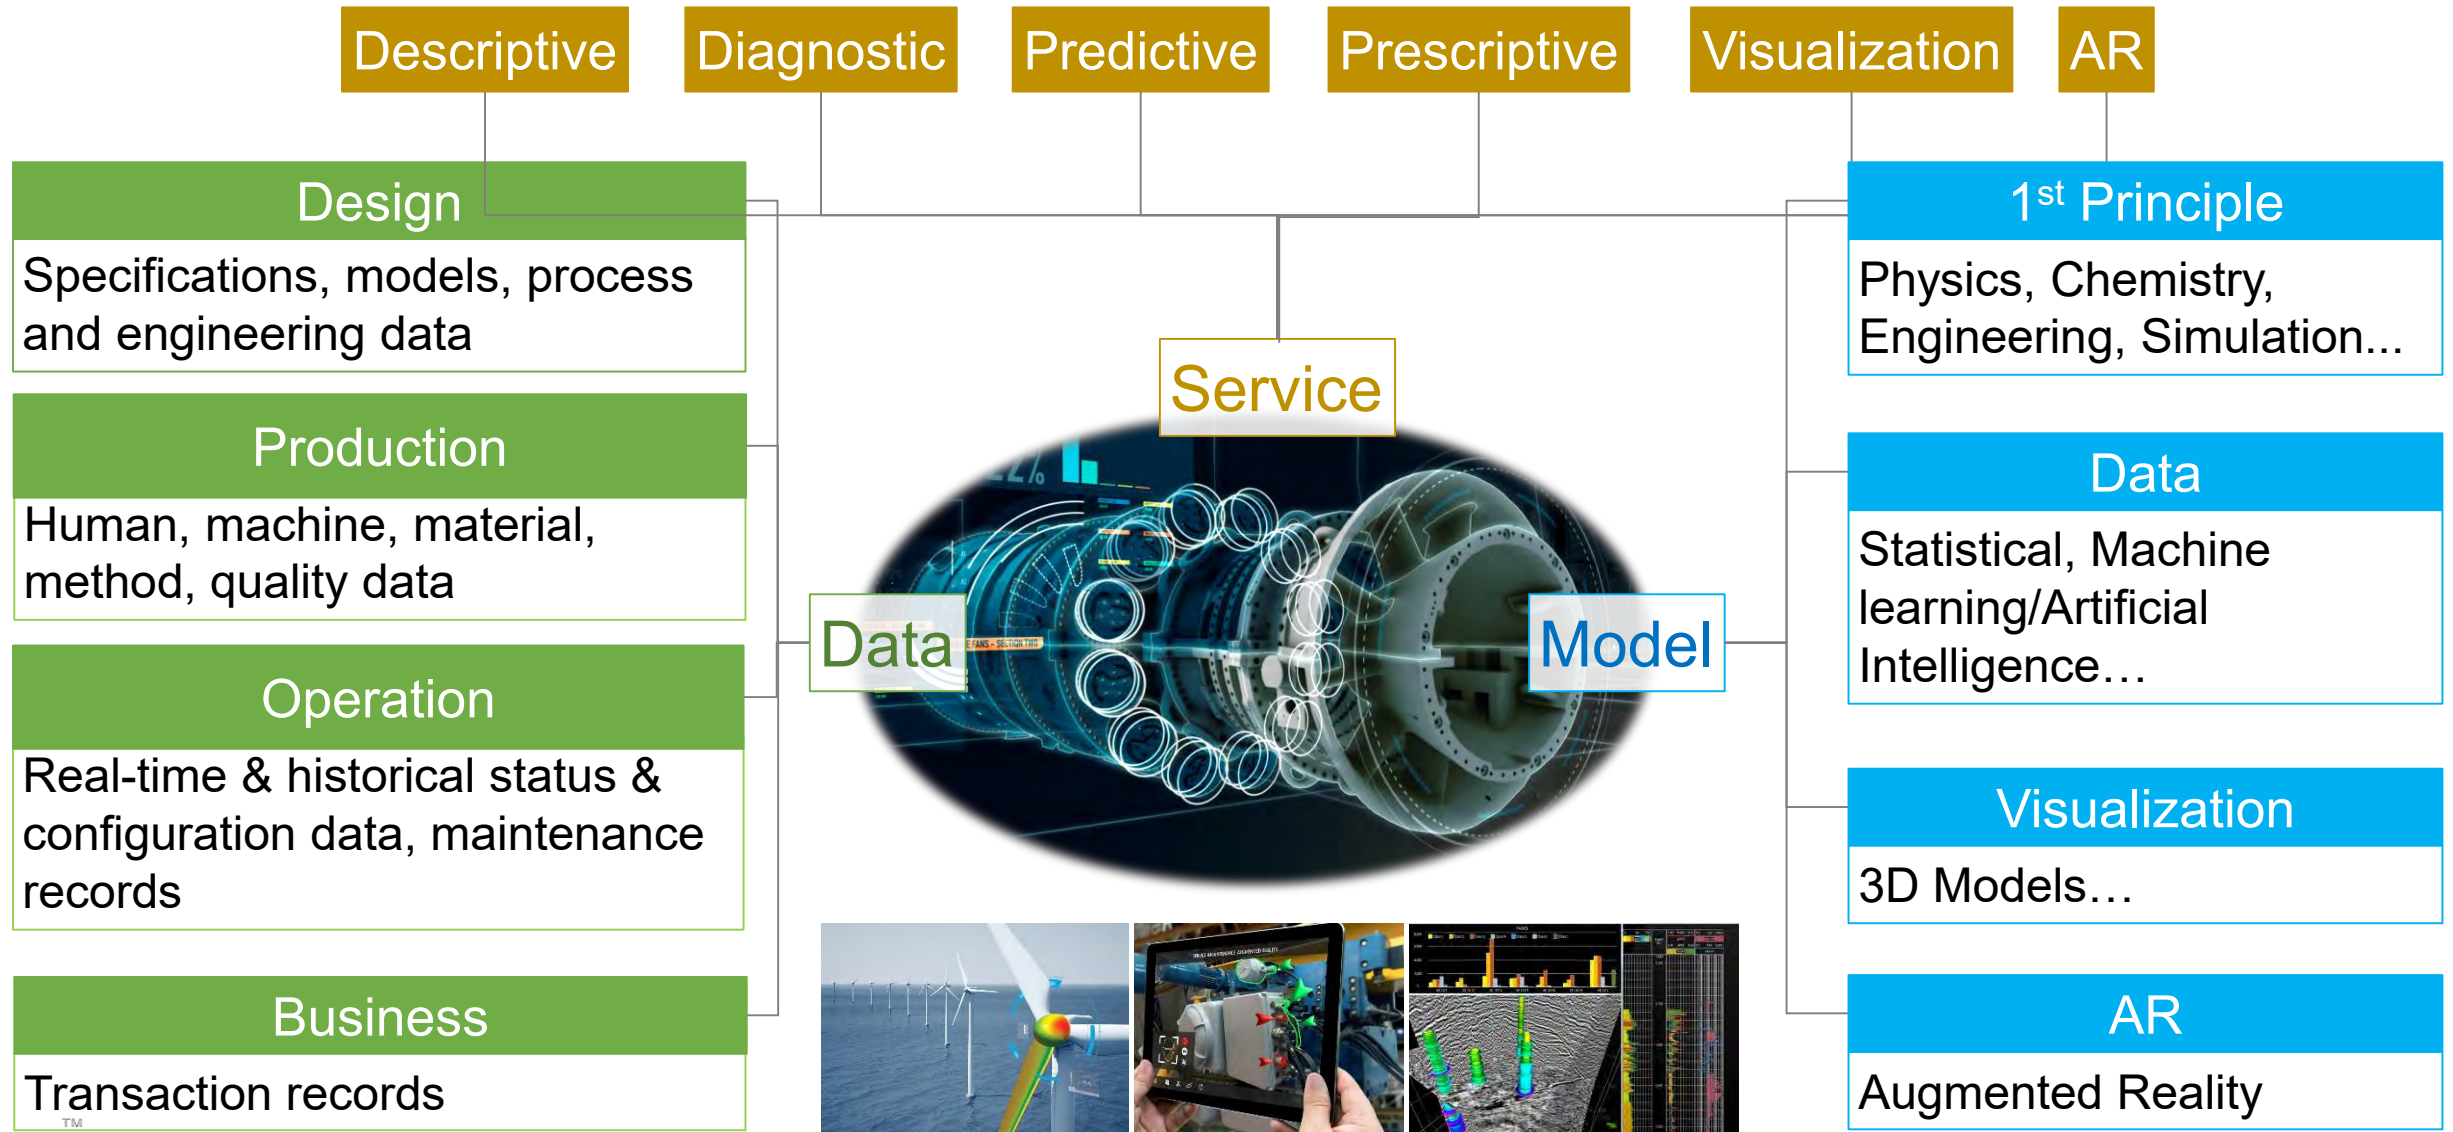 Descriptive
Diagnostic
Predictive
Prescriptive
Visualization
AR
Design
Specifications, models, process
and engineering data
Production
Human, machine, material,
method, quality data
Operation
Real-time & historical status &
configuration data, maintenance
records
Business
Transaction records
TM
Service
Data
Model
1st Principle
Physics, Chemistry,
Engineering, Simulation...
Data
Statistical, Machine
learning/Artificial
Intelligence…
Visualization
3D Models…
AR
Augmented Reality